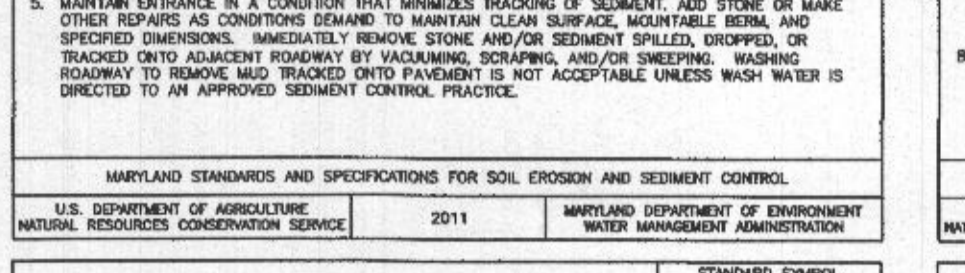 5. MAINTAIN ENTRANCE IN A CONDITION THAT MINIMIZES TRACKING OF SEDIMENT. ADD STONE OR MAKE
OTHER REPAIRS AS CONDITIONS DEMAND TO MAINTAIN CLEAN SURFACE, MOUNTABLE BERM, AND
SPECIFIED DIMENSIONS. IMMEDIATELY REMOVE STONE AND/OR SEDIMENT SPILLED, DROPPED, OR
TRACKED ONTO ADJACENT ROADWAY BY VACUUMING, SCRAPING, AND/OR SWEEPING. WASHING
ROADWAY TO REMOVE MUD TRACKED ONTO PAVEMENT IS NOT ACCEPTABLE UNLESS WASH WATER IS
DIRECTED TO AN APPROVED SEDIMENT CONTROL PRACTICE.
MARYLAND STANDARDS AND SPECIFICATIONS FOR SOIL EROSION AND SEDIMENT CONTROL
U.S. DEPARTMENT OF AGRICULTURE
NATURAL RESOURCES CONSERVATION SERVICE
2011
MARYLAND DEPARTMENT OF ENVIRONMENT
WATER MANAGEMENT ADMINISTRATION
STANDARD SYMBOL